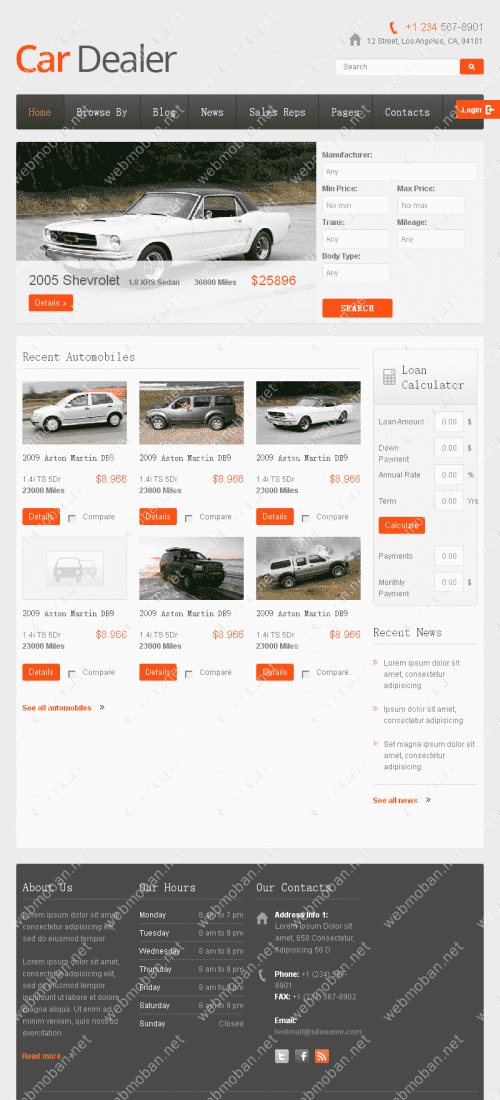 +1 234 567-8901
12 Street, Los Angeles, CA, 94101
Car Dealer
Search
Home Browse By Blog News Sales Reps Pages Contacts
Login
Manufacturer:
Any
Min Price: Max Price:
No min No max
Trans: Mileage:
Any Any
Body Type:
Any
SEARCH
2005 Shevrolet 1.8 XRS Sedan 36000 Miles $25896
Details »
Recent Automobiles
2009 Aston Martin DB9 2009 Aston Martin DB9 2009 Aston Martin DB9
1.4i TS 5Dr $8.966 1.4i TS 5Dr $8.966 1.4i TS 5Dr $8.966
23000 Miles 23000 Miles 23000 Miles
Details Compare Details Compare Details Compare
2009 Aston Martin DB9 2009 Aston Martin DB9 2009 Aston Martin DB9
1.4i TS 5Dr $8.966 1.4i TS 5Dr $8.966 1.4i TS 5Dr $8.966
23000 Miles 23000 Miles 23000 Miles
Details Compare Details Compare Details Compare
See all automobiles »
Loan
Calculator
Loan Amount 0.00 $
Down
Payment 0.00 $
Annual Rate 0.00 %
Term 0.00 Yrs
Calculate
Payments 0.00
Monthly
Payment 0.00 $
Recent News
» Lorem ipsum dolor sit
amet, consectetur
adipisicing
» Ipsum dolor sit amet,
consectetur adipisicing
» Set magna ipsum dolor sit
amet, consectetur
adipisicing
See all news »
About Us
Lorem ipsum dolor sit amet,
consectetur adipisicing elit,
sed do eiusmod tempor.
Lorem ipsum dolor sit amet,
consectetur adipisicing elit,
sed do eiusmod tempor
incididunt ut labore et dolore
magna aliqua. Ut enim ad
minim veniam, quis nostrud
exercitation.
Read more
Our Hours
Monday 8 am to 7 pm
Tuesday 8 am to 9 pm
Wednesday 8 am to 9 pm
Thursday 8 am to 9 pm
Friday 8 am to 9 pm
Saturday 8 am to 9 pm
Sunday Closed
Our Contacts
Address Info 1:
Lorem Ipsum Dolor sit
amet, 658 Consectetur,
Adipisicing 56 D
Phone: +1 (234) 567-
8901
FAX: +1 (234) 567-8902
Email:
testmail@sitename.com
webmoban.net